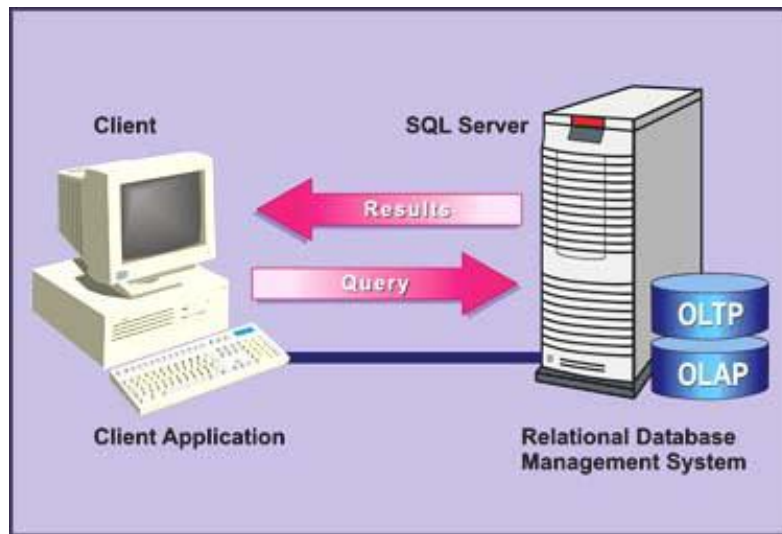 Client
SQL Server
Results
Query
OLTP
OLAP
Client Application
Relational Database
Management System